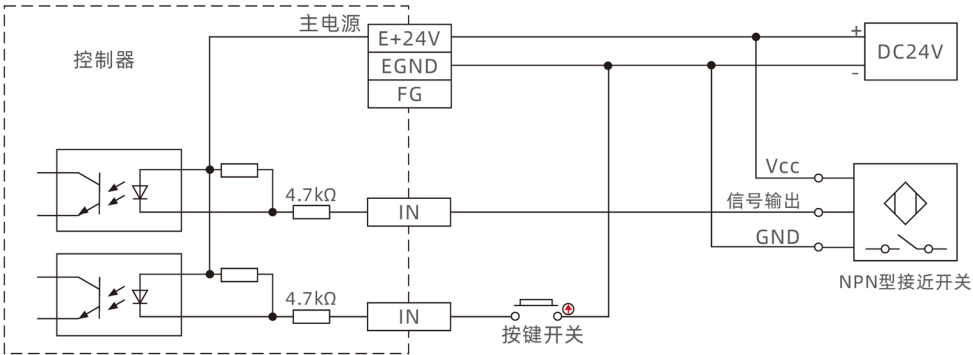 主电源
E+24V
EGND
FG
控制器
+
-
DC24V
Vcc
信号输出
GND
NPN型接近开关
4.7kΩ
IN
4.7kΩ
IN
按键开关